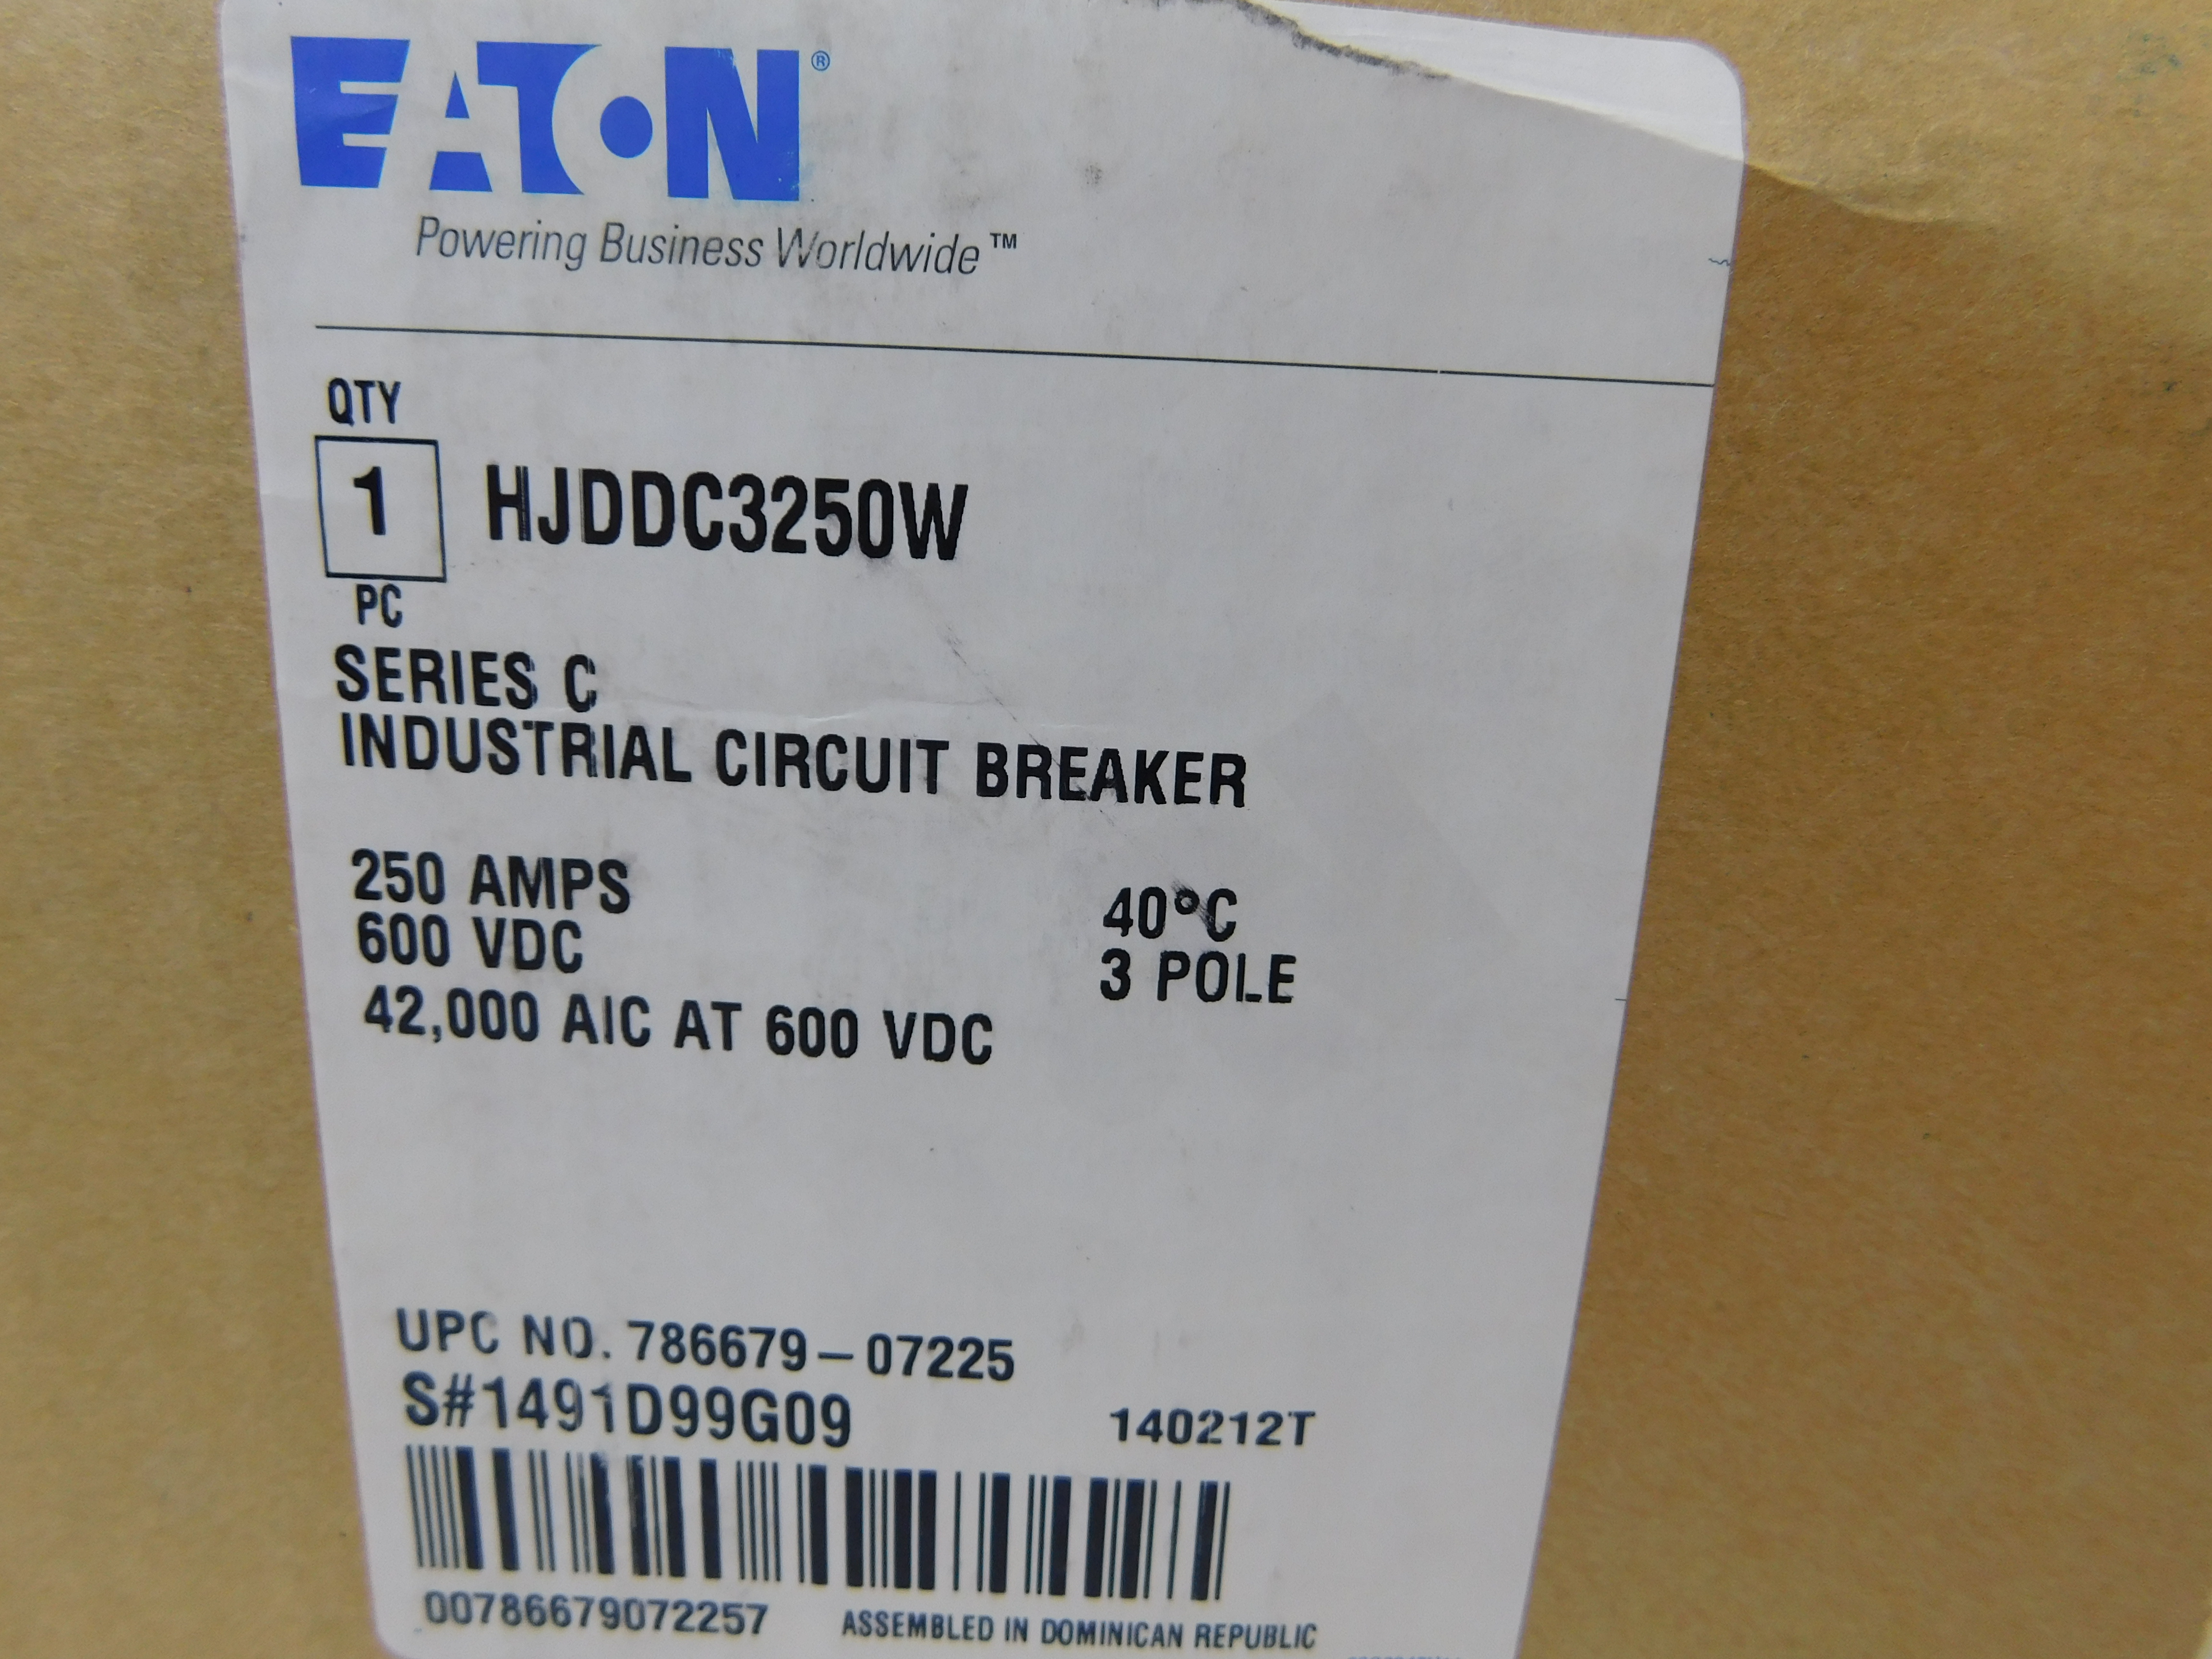 EATON®
Powering Business Worldwide™
QTY
1 HJDDC3250W
PC
SERIES C
INDUSTRIAL CIRCUIT BREAKER
250 AMPS 40°C
600 VDC 3 POLE
42,000 AIC AT 600 VDC
UPC NO. 786679-07225
S#1491D99G09 140212T
00786679072257 ASSEMBLED IN DOMINICAN REPUBLIC